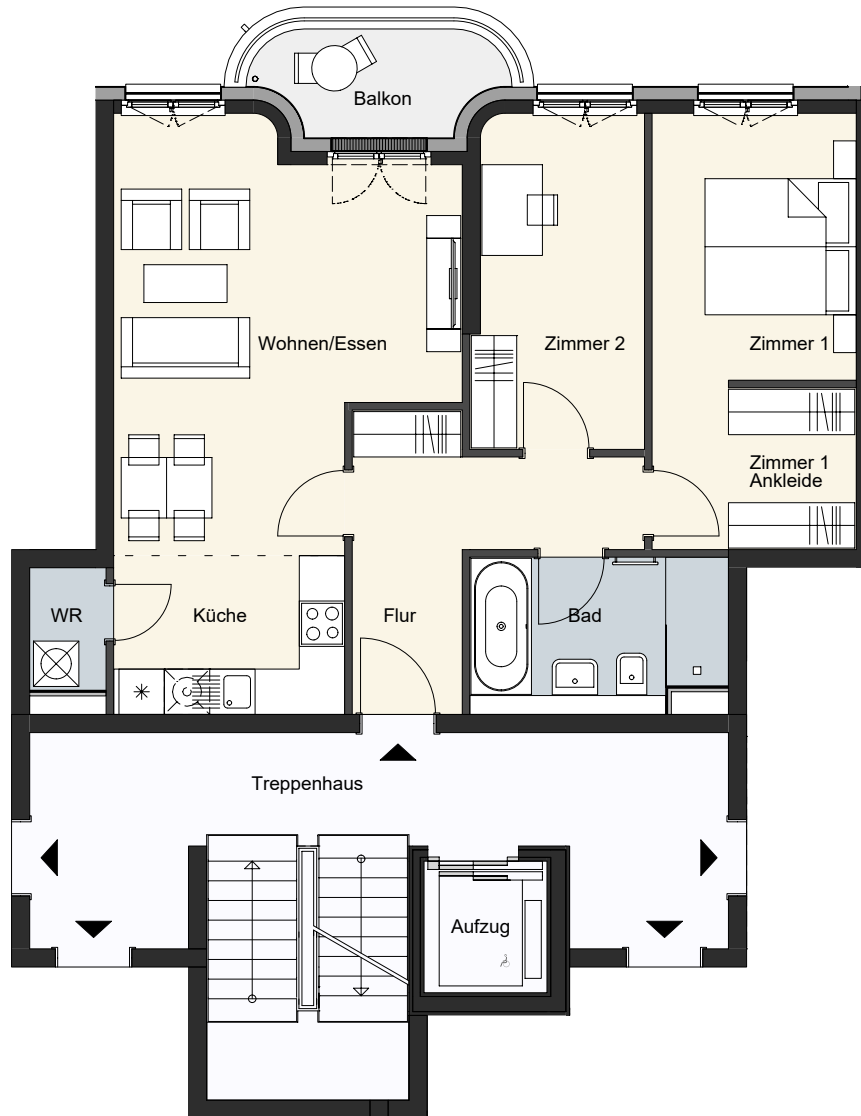 Balkon
Wohnen/Essen
Zimmer 2
Zimmer 1
Zimmer 1
Ankleide
WR
Küche
Flur
Bad
Treppenhaus
Aufzug